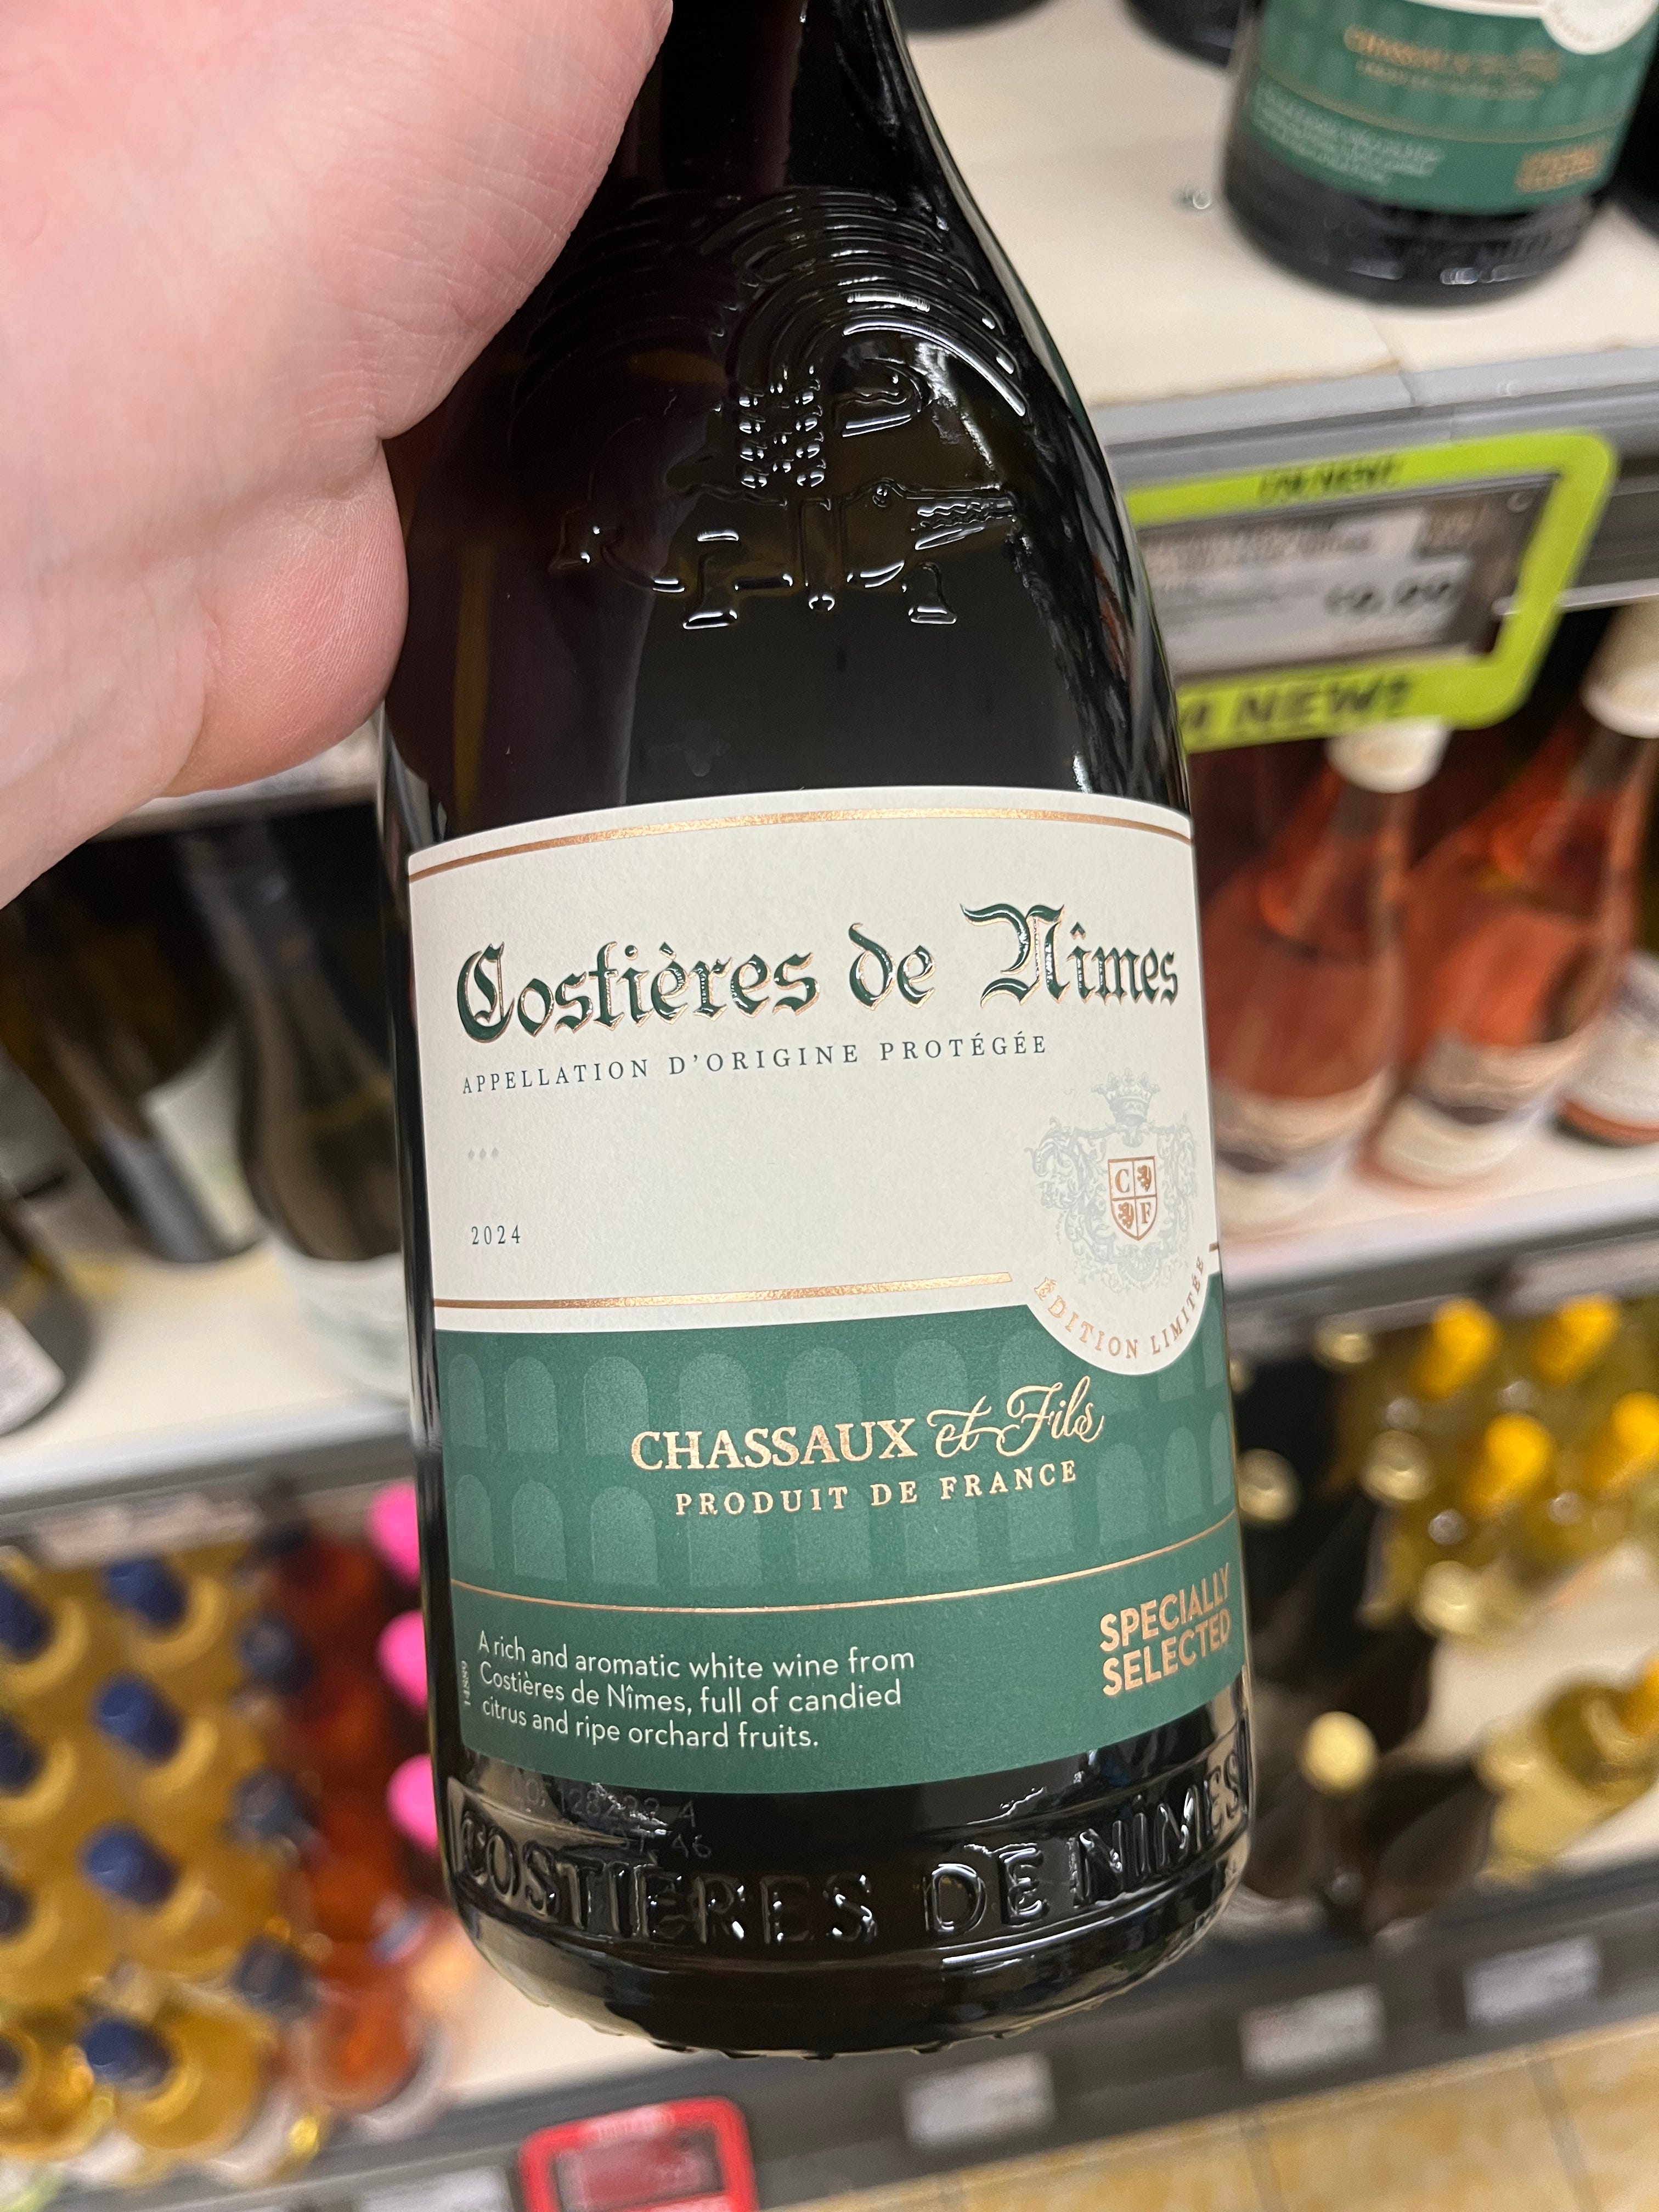 I'M NEW!
I'M NEW!
Costières de Nîmes
APPELLATION D'ORIGINE PROTÉGÉE
2024
C
F
ÉDITION LIMITÉE
CHASSAUX et Fils
PRODUIT DE FRANCE
SPECIALLY
SELECTED
A rich and aromatic white wine from
Costières de Nîmes, full of candied
citrus and ripe orchard fruits.
COSTIÈRES DE NÎMES